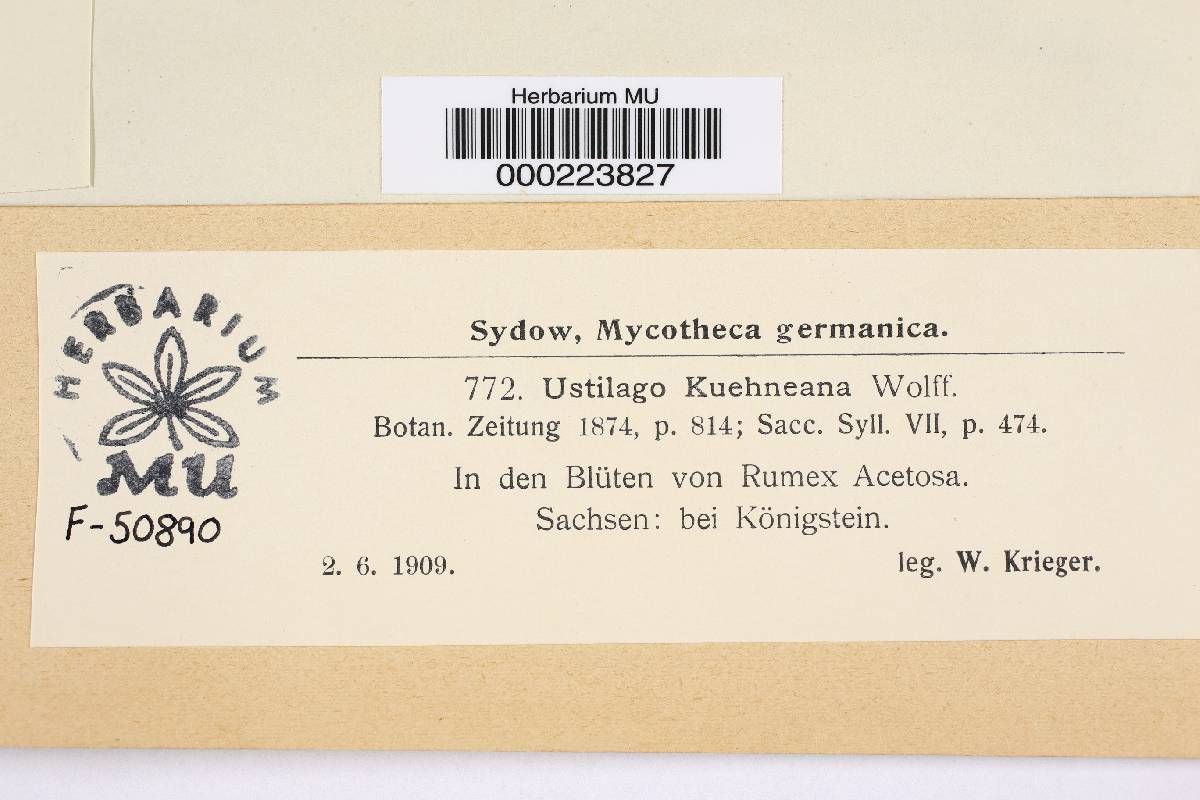 Herbarium MU
000223827
HERBARIUM
MU
F-50890
Sydow, Mycotheca germanica.
772. Ustilago Kuehneana Wolff.
Botan. Zeitung 1874, p. 814; Sacc. Syll. VII, p. 474.
In den Blüten von Rumex Acetosa.
Sachsen: bei Königstein.
2. 6. 1909. leg. W. Krieger.